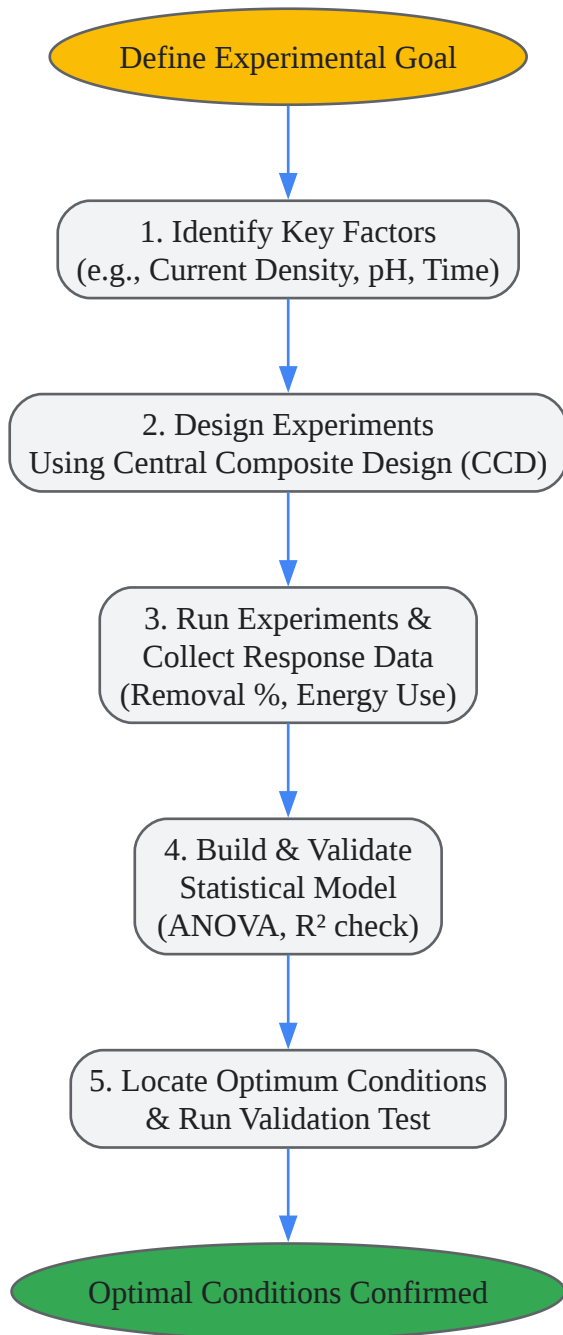 Define Experimental Goal
1. Identify Key Factors
(e.g., Current Density, pH, Time)
2. Design Experiments
Using Central Composite Design (CCD)
3. Run Experiments &
Collect Response Data
(Removal %, Energy Use)
4. Build & Validate
Statistical Model
(ANOVA, R² check)
5. Locate Optimum Conditions
& Run Validation Test
Optimal Conditions Confirmed